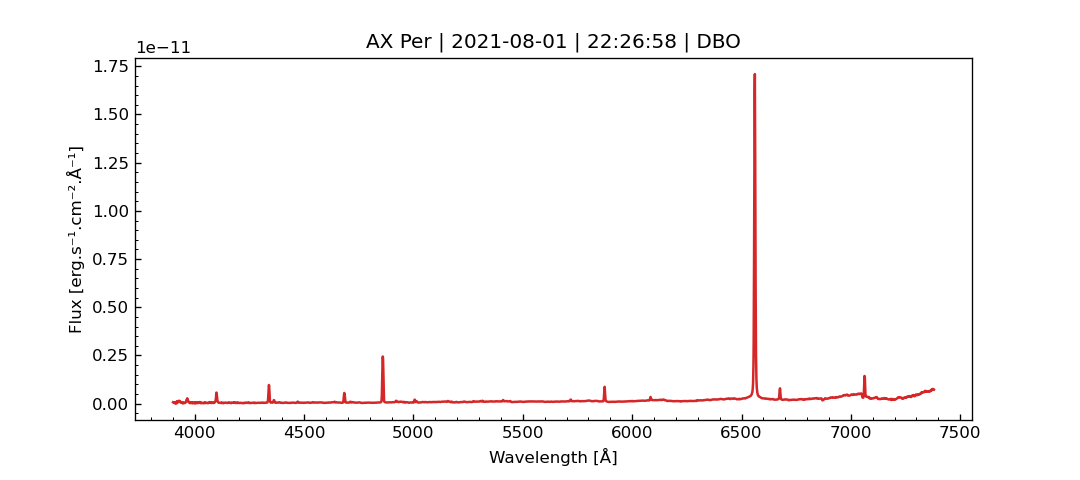 AX Per | 2021-08-01 | 22:26:58 | DBO
1e−11
1.75
1.50
1.25
1.00
0.75
0.50
0.25
0.00
Flux [erg.s⁻¹.cm⁻².Å⁻¹]
4000 4500 5000 5500 6000 6500 7000 7500
Wavelength [Å]